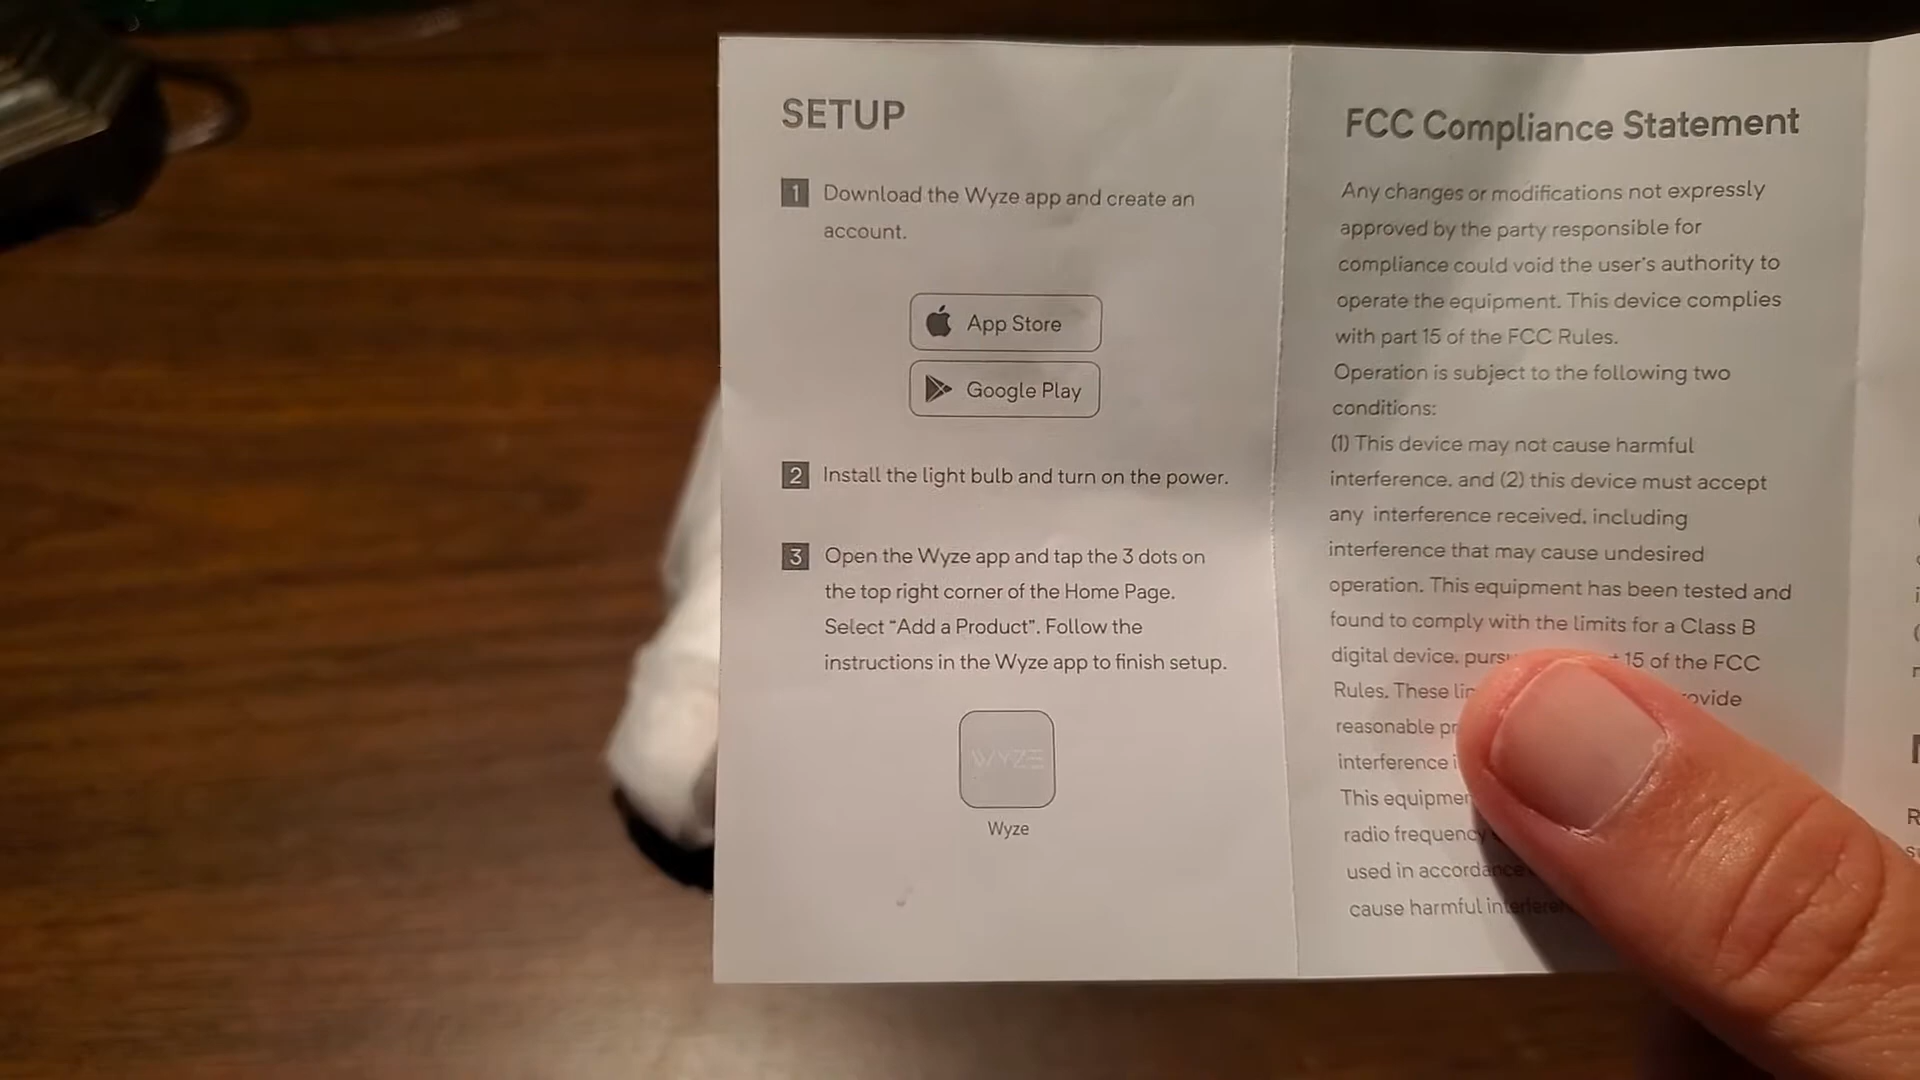 SETUP
1 Download the Wyze app and create an
account.
App Store
Google Play
2 Install the light bulb and turn on the power.
3 Open the Wyze app and tap the 3 dots on
the top right corner of the Home Page.
Select "Add a Product". Follow the
instructions in the Wyze app to finish setup.
WYZE
Wyze
FCC Compliance Statement
Any changes or modifications not expressly
approved by the party responsible for
compliance could void the user's authority to
operate the equipment. This device complies
with part 15 of the FCC Rules.
Operation is subject to the following two
conditions:
(1) This device may not cause harmful
interference, and (2) this device must accept
any interference received, including
interference that may cause undesired
operation. This equipment has been tested and
found to comply with the limits for a Class B
digital device, 15 of the FCC
Rules. These
reasonable
interference
This
radio frequency
used in
cause harmful